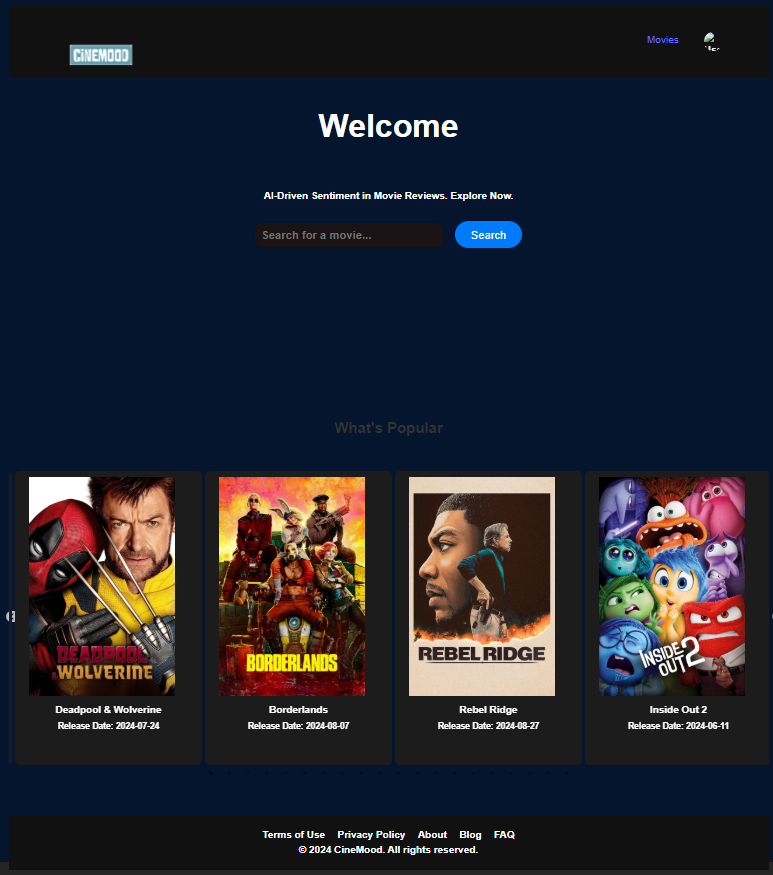 CiNEMOOD
Movies
Welcome
AI-Driven Sentiment in Movie Reviews. Explore Now.
Search for a movie...
Search
What's Popular
DEADPOOL
& WOLVERINE
BORDERLANDS
REBEL RIDGE
INSIDE
OUT 2
Deadpool & Wolverine
Release Date: 2024-07-24
Borderlands
Release Date: 2024-08-07
Rebel Ridge
Release Date: 2024-08-27
Inside Out 2
Release Date: 2024-06-11
Terms of Use Privacy Policy About Blog FAQ
© 2024 CineMood. All rights reserved.